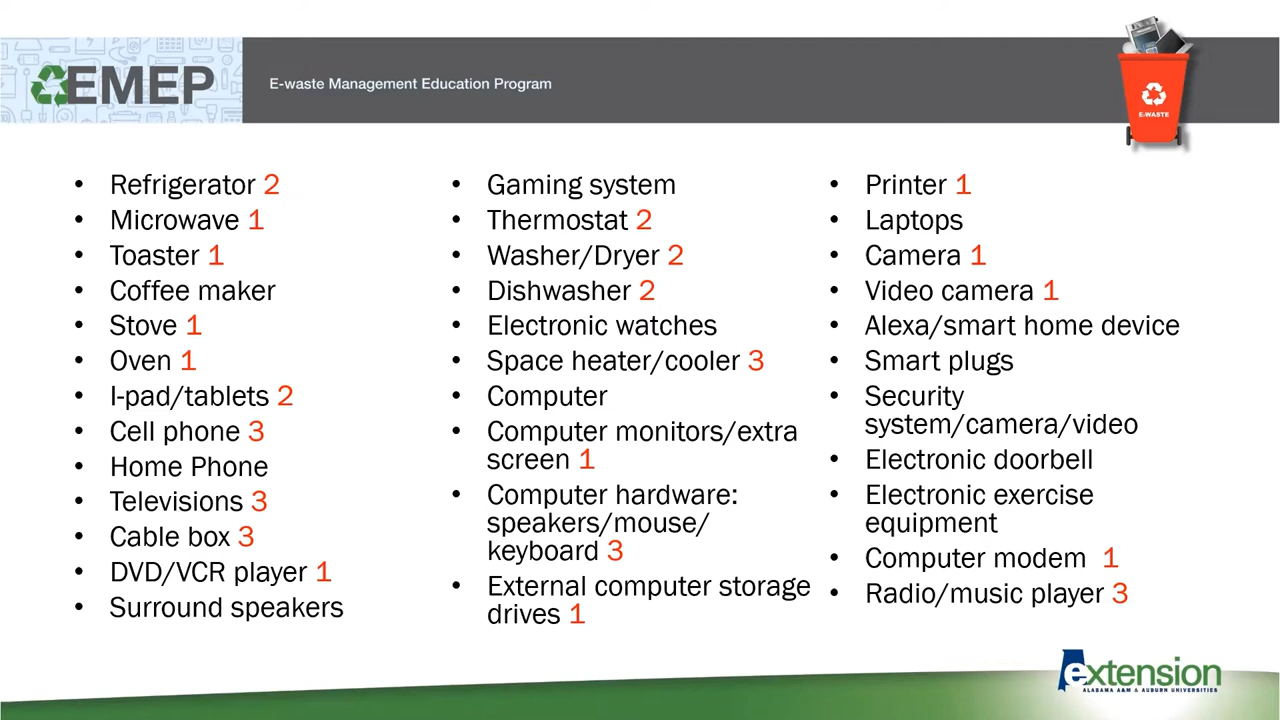 EMEP
E-waste Management Education Program
E-WASTE
• Refrigerator 2
• Microwave 1
• Toaster 1
• Coffee maker
• Stove 1
• Oven 1
• I-pad/tablets 2
• Cell phone 3
• Home Phone
• Televisions 3
• Cable box 3
• DVD/VCR player 1
• Surround speakers
• Gaming system
• Thermostat 2
• Washer/Dryer 2
• Dishwasher 2
• Electronic watches
• Space heater/cooler 3
• Computer
• Computer monitors/extra
screen 1
• Computer hardware:
speakers/mouse/
keyboard 3
• External computer storage
drives 1
• Printer 1
• Laptops
• Camera 1
• Video camera 1
• Alexa/smart home device
• Smart plugs
• Security
system/camera/video
• Electronic doorbell
• Electronic exercise
equipment
• Computer modem 1
• Radio/music player 3
extension
ALABAMA A&M & AUBURN UNIVERSITIES